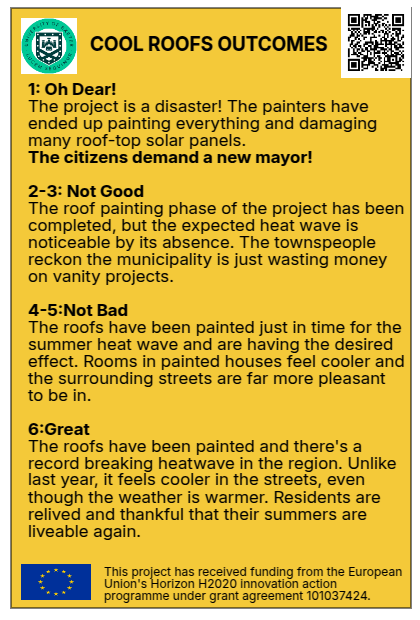 COOL ROOFS OUTCOMES
1: Oh Dear!
The project is a disaster! The painters have
ended up painting everything and damaging
many roof-top solar panels.
The citizens demand a new mayor!
2-3: Not Good
The roof painting phase of the project has been
completed, but the expected heat wave is
noticeable by its absence. The townspeople
reckon the municipality is just wasting money
on vanity projects.
4-5:Not Bad
The roofs have been painted just in time for the
summer heat wave and are having the desired
effect. Rooms in painted houses feel cooler and
the surrounding streets are far more pleasant
to be in.
6:Great
The roofs have been painted and there's a
record breaking heatwave in the region. Unlike
last year, it feels cooler in the streets, even
though the weather is warmer. Residents are
relived and thankful that their summers are
liveable again.
This project has received funding from the European
Union's Horizon H2020 innovation action
programme under grant agreement 101037424.